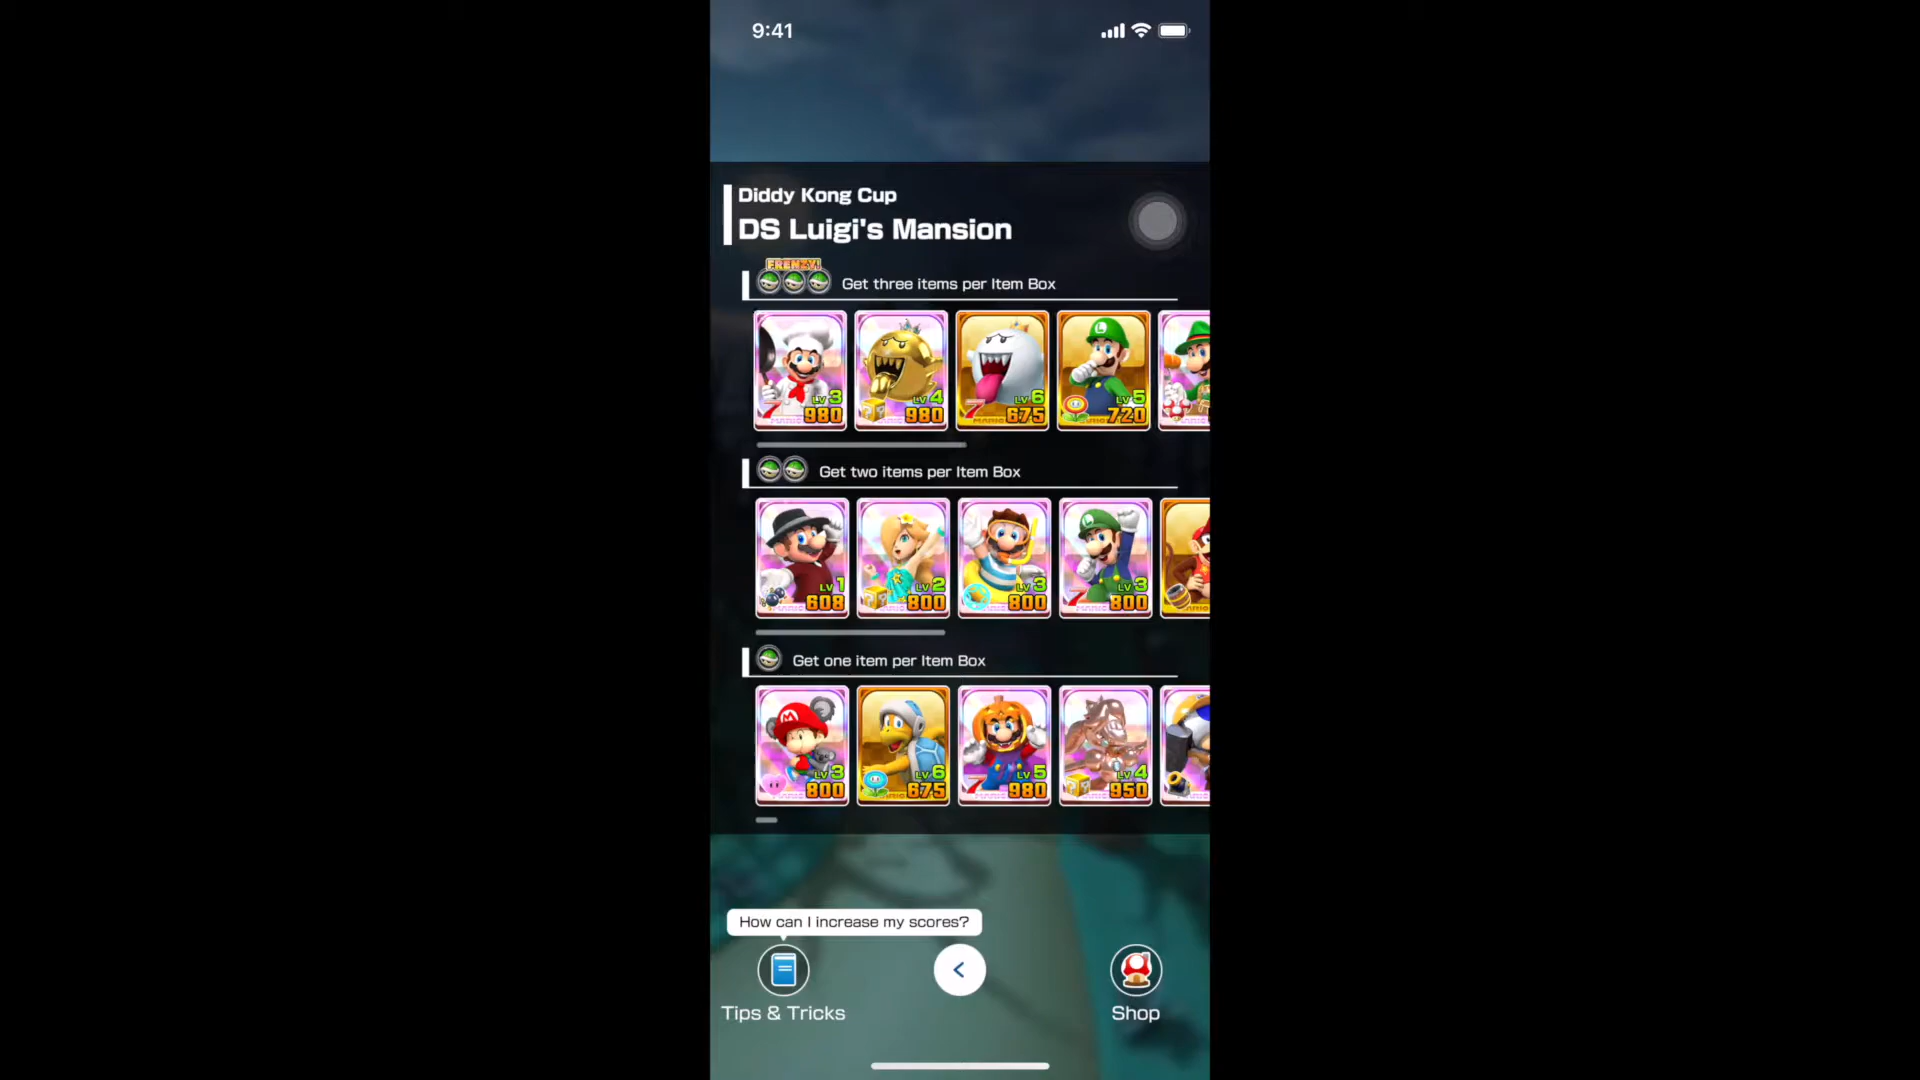 9:41
Diddy Kong Cup
DS Luigi's Mansion
FRENZY!
Get three items per Item Box
LV 3
980
LV 4
980
LV 6
675
LV 5
720
Get two items per Item Box
LV 1
608
LV 2
800
LV 3
800
LV 3
800
Get one item per Item Box
LV 3
800
LV 6
675
LV 5
980
LV 4
950
How can I increase my scores?
Tips & Tricks
Shop